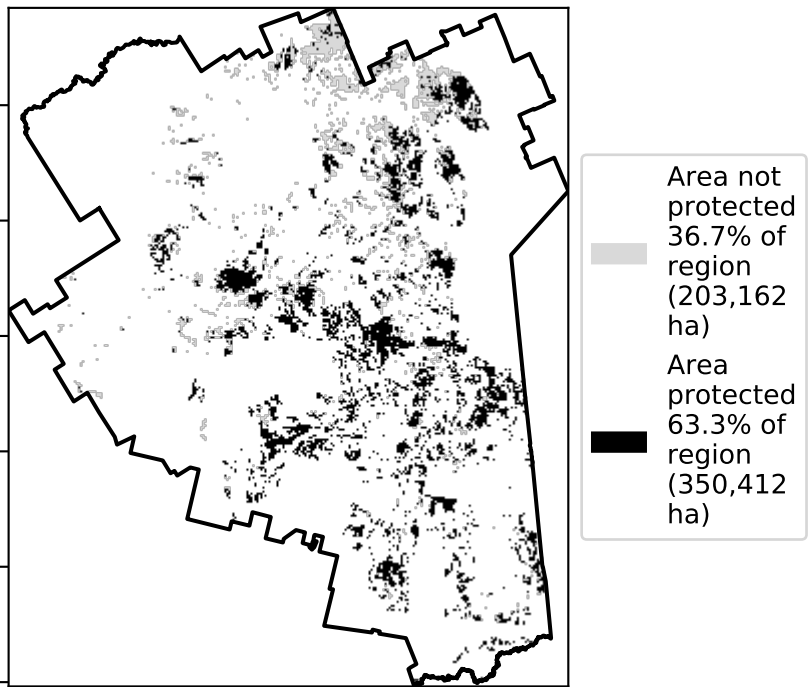 Area not
protected
36.7% of
region
(203,162
ha)
Area
protected
63.3% of
region
(350,412
ha)